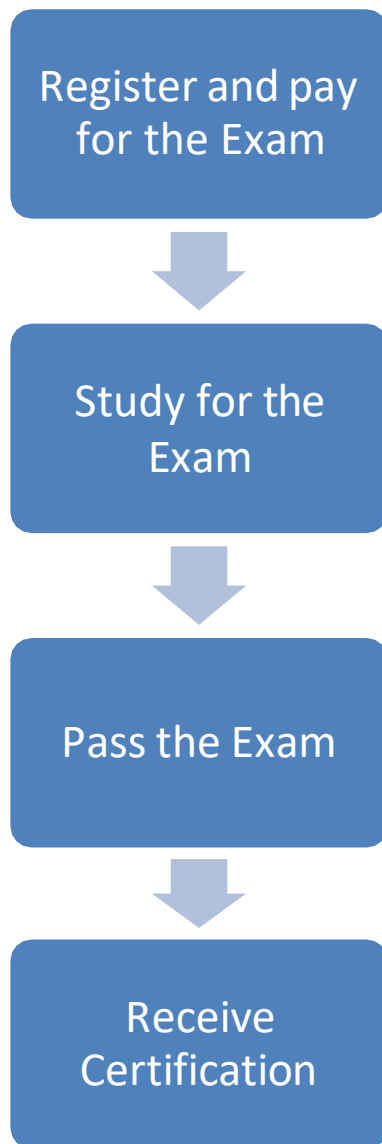 Register and pay
for the Exam
Study for the
Exam
Pass the Exam
Receive
Certification